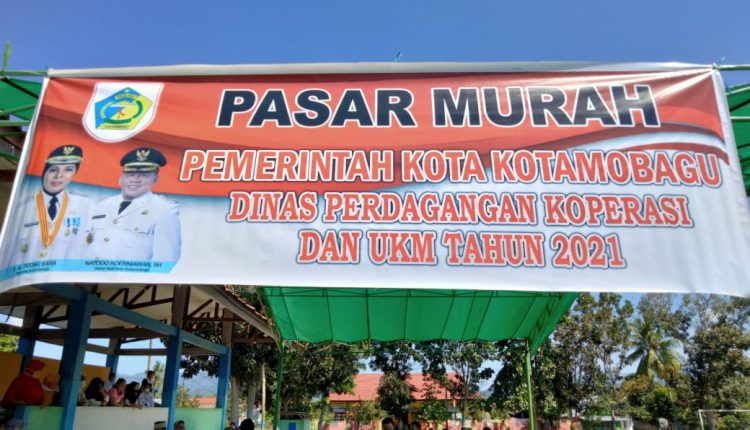 PASAR MURAH
PEMERINTAH KOTA KOTAMOBAGU
DINAS PERDAGANGAN KOPERASI
DAN UKM TAHUN 2021
NAYODO KOERNIAWAN, SH